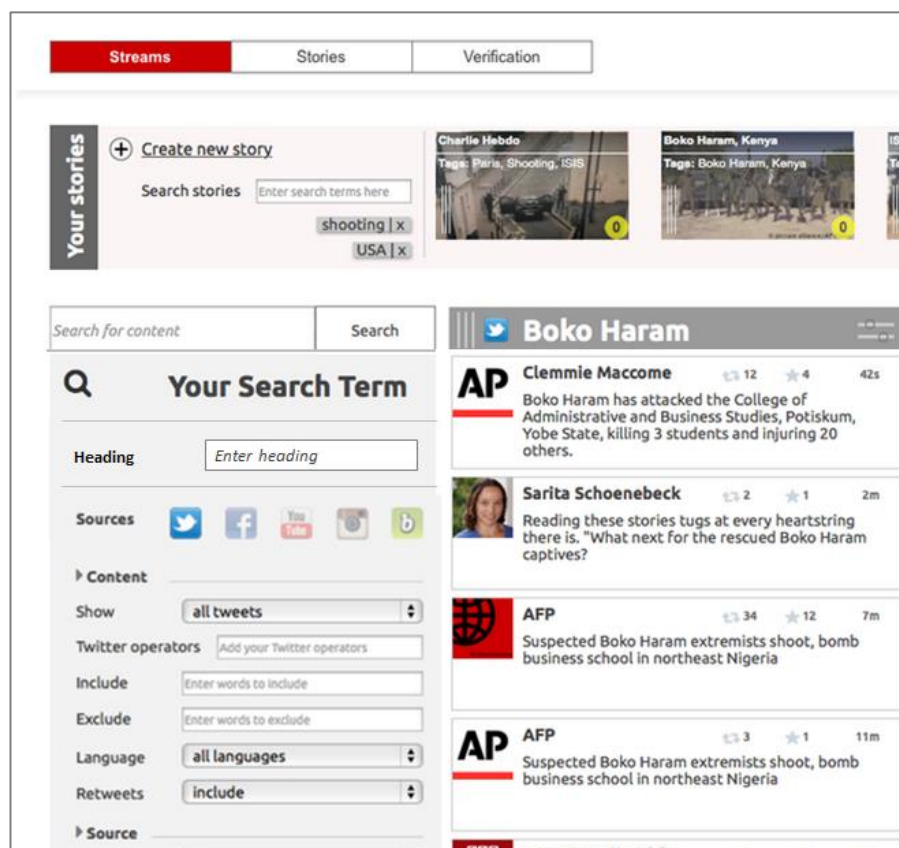 Streams
Stories
Verification
Your stories
Create new story
Search stories
Enter search terms here
shooting | x
USA | x
Charlie Hebdo
Tags: Paris, Shooting, ISIS
0
Boko Haram, Kenya
Tags: Boko Haram, Kenya
0
Search for content
Search
Your Search Term
Heading
Enter heading
Sources
You
Tube
b
Content
Show
all tweets
Twitter operators
Add your Twitter operators
Include
Enter words to include
Exclude
Enter words to exclude
Language
all languages
Retweets
include
Source
Boko Haram
AP
Clemmie Maccome
12
4
42s
Boko Haram has attacked the College of
Administrative and Business Studies, Potiskum,
Yobe State, killing 3 students and injuring 20
others.
Sarita Schoenebeck
2
1
2m
Reading these stories tugs at every heartstring
there is. "What next for the rescued Boko Haram
captives?
AFP
34
12
7m
Suspected Boko Haram extremists shoot, bomb
business school in northeast Nigeria
AP
AFP
3
1
11m
Suspected Boko Haram extremists shoot, bomb
business school in northeast Nigeria